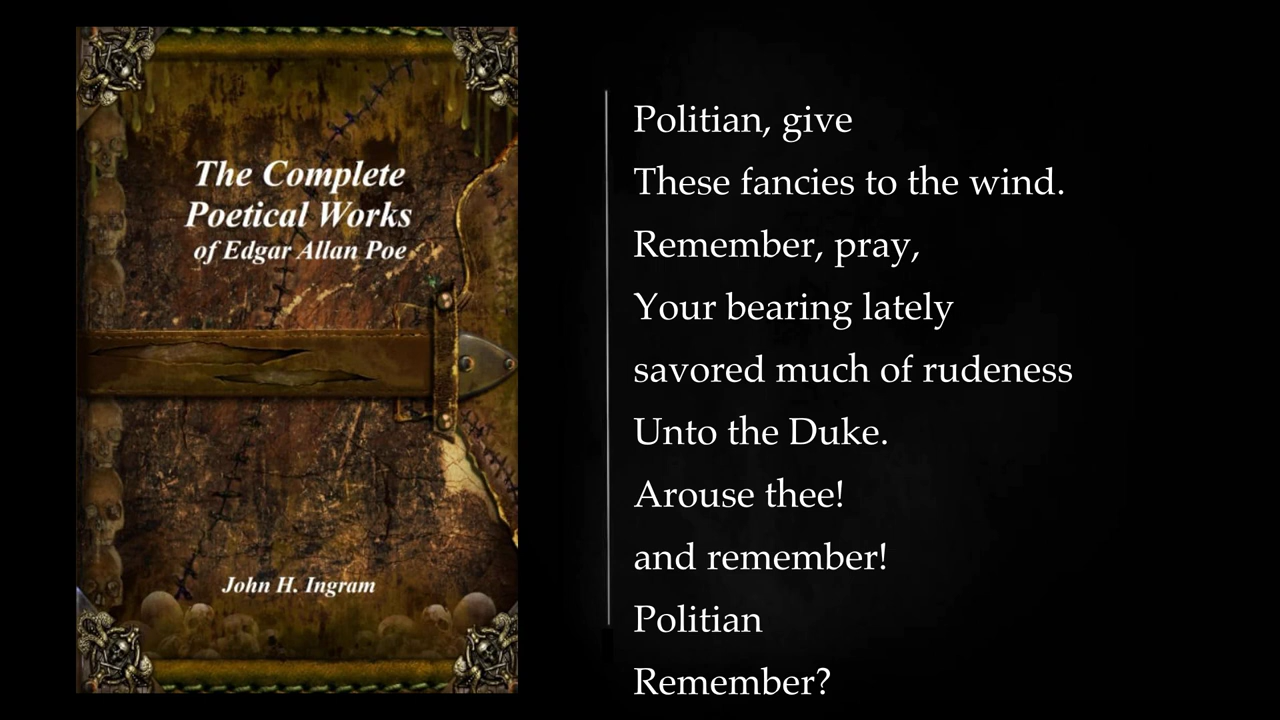 The Complete
Poetical Works
of Edgar Allan Poe
John H. Ingram
Politian, give
These fancies to the wind.
Remember, pray,
Your bearing lately
savored much of rudeness
Unto the Duke.
Arouse thee!
and remember!
Politian
Remember?